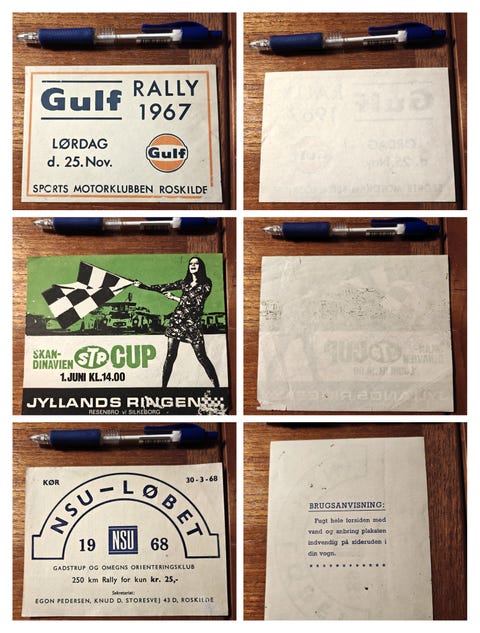 Gulf RALLY
1967
LØRDAG
d. 25. Nov.
Gulf
SPORTS MOTORKLUBBEN ROSKILDE
SKAN-
DINAVIEN STP CUP
1. JUNI KL. 14.00
JYLLANDS RINGEN
RESENBRO v/ SILKEBORG
KØR 30-3-68
NSU-LØBET
19 NSU 68
GADSTRUP OG OMEGNS ORIENTERINGSKLUB
250 km Rally for kun kr. 25,-
Sekretariat:
EGON PEDERSEN, KNUD D. STORESVEJ 43 D, ROSKILDE
BRUGSANVISNING:
Fugt hele forsiden med
vand og anbring plakaten
indvendig på sideruden i
din vogn.